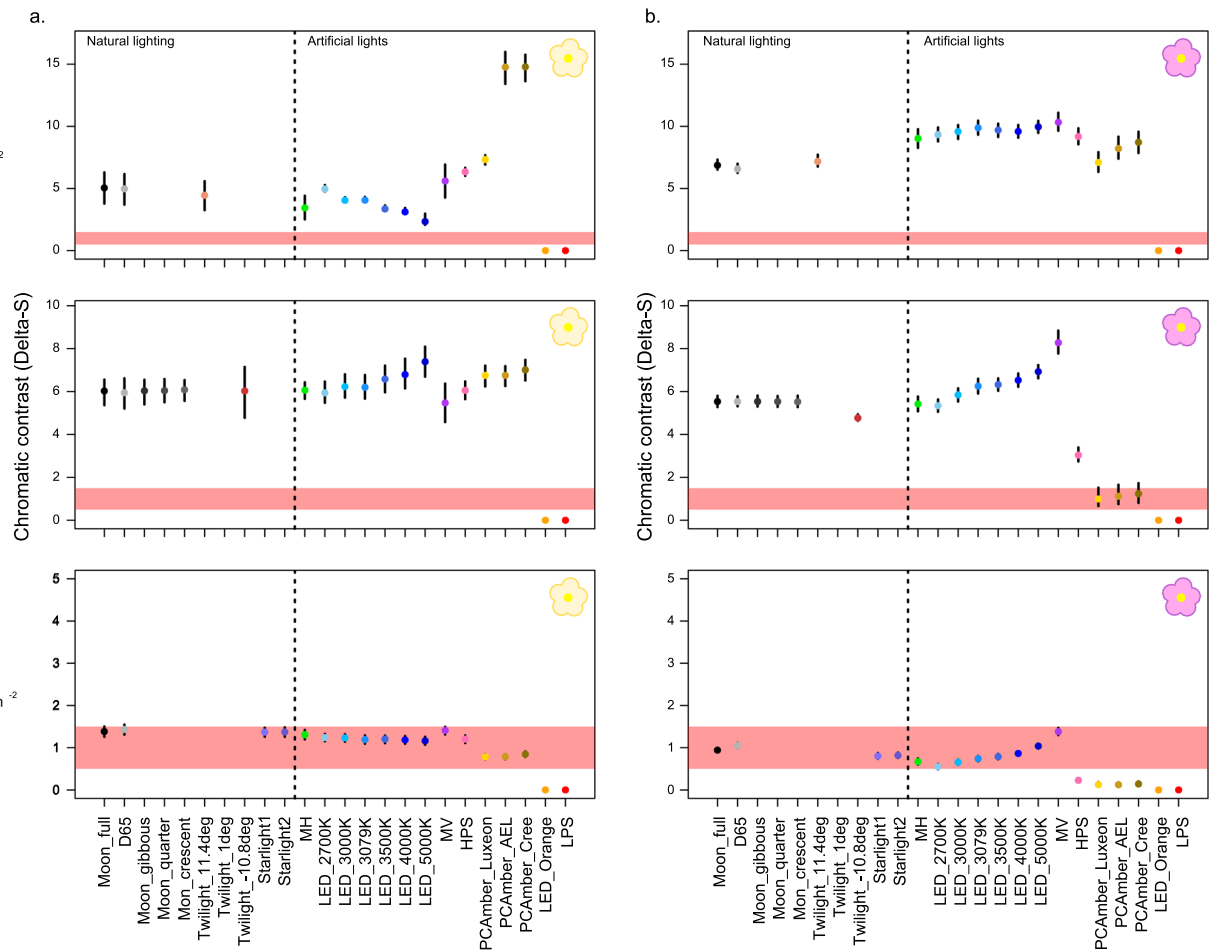 a.
Natural lighting
Artificial lights
15
10
5
0
2
10
8
6
4
2
0
5
4
3
2
1
0
-2
Chromatic contrast (Delta-S)
Moon_full
D65
Moon_gibbous
Moon_quarter
Mon_crescent
Twilight_11.4deg
Twilight_1deg
Twilight_-10.8deg
Starlight1
Starlight2
MH
LED_2700K
LED_3000K
LED_3079K
LED_3500K
LED_4000K
LED_5000K
MV
HPS
PCAmber_Luxeon
PCAmber_AEL
PCAmber_Cree
LED_Orange
LPS
b.
Natural lighting
Artificial lights
15
10
5
0
10
8
6
4
2
0
5
4
3
2
1
0
Chromatic contrast (Delta-S)
Moon_full
D65
Moon_gibbous
Moon_quarter
Mon_crescent
Twilight_11.4deg
Twilight_1deg
Twilight_-10.8deg
Starlight1
Starlight2
MH
LED_2700K
LED_3000K
LED_3079K
LED_3500K
LED_4000K
LED_5000K
MV
HPS
PCAmber_Luxeon
PCAmber_AEL
PCAmber_Cree
LED_Orange
LPS